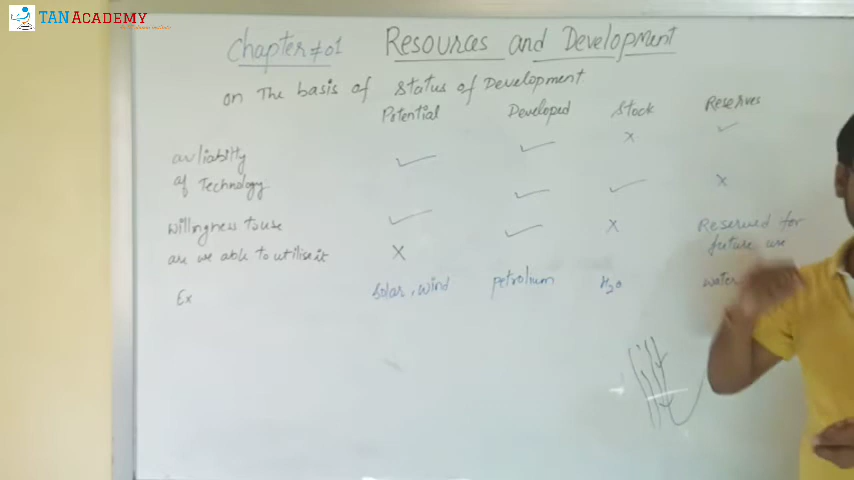 TAN ACADEMY
Chapter # 01 Resources and Development
on The basis of Status of Development
Potential Developed Stock Reserves
avliabilty ✓ ✓ x ✓
of Technology
willingness to use ✓ ✓ ✓ x
are we able to utilise it x ✓ x Reserved for
future use
Ex Solar, wind petrolium H2o water